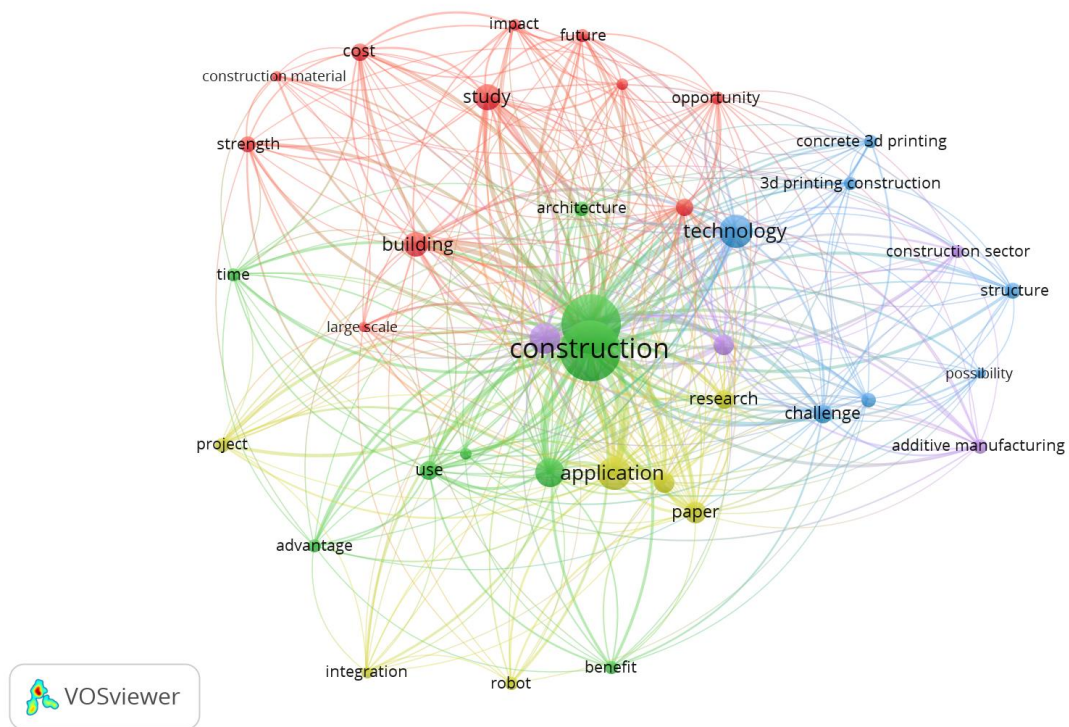 impact
future
cost
construction material
study
opportunity
strength
concrete 3d printing
3d printing construction
architecture
technology
building
construction sector
time
structure
large scale
construction
possibility
research
challenge
project
additive manufacturing
use
application
paper
advantage
integration
benefit
robot
VOSviewer